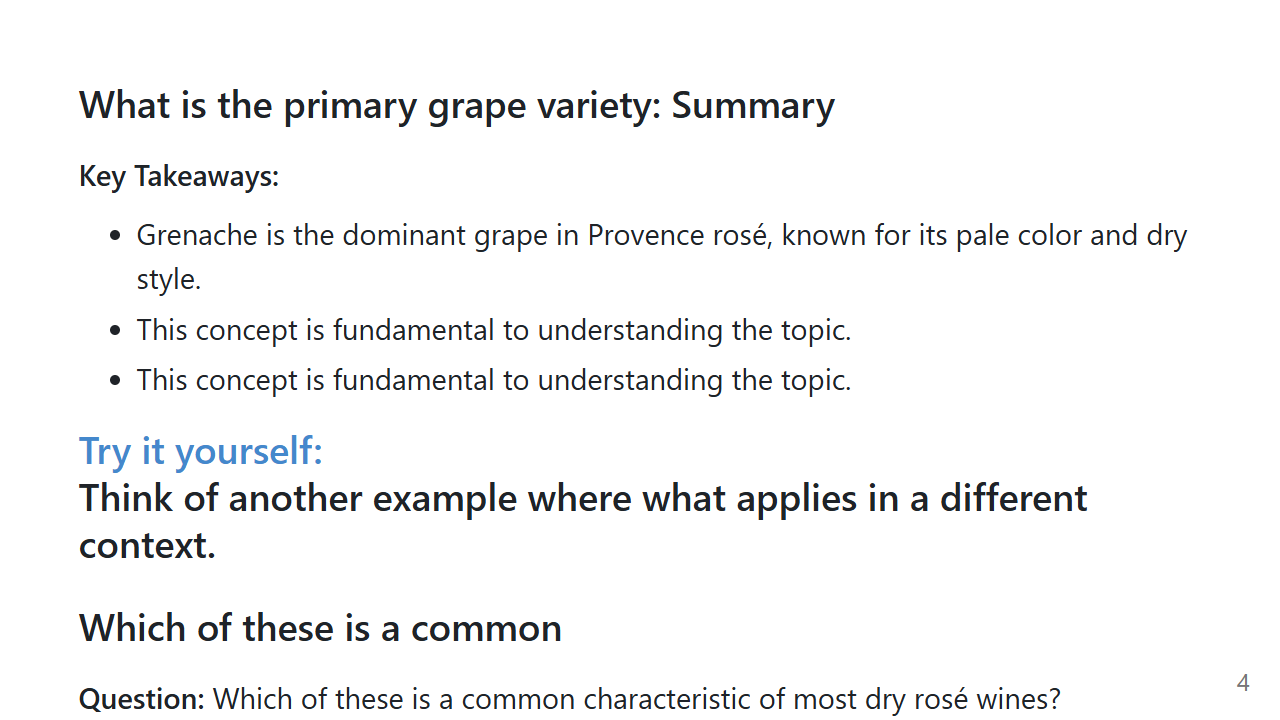 What is the primary grape variety: Summary
Key Takeaways:
Grenache is the dominant grape in Provence rosé, known for its pale color and dry
style.
This concept is fundamental to understanding the topic.
This concept is fundamental to understanding the topic.
Try it yourself:
Think of another example where what applies in a different
context.
Which of these is a common
Question: Which of these is a common characteristic of most dry rosé wines?
4